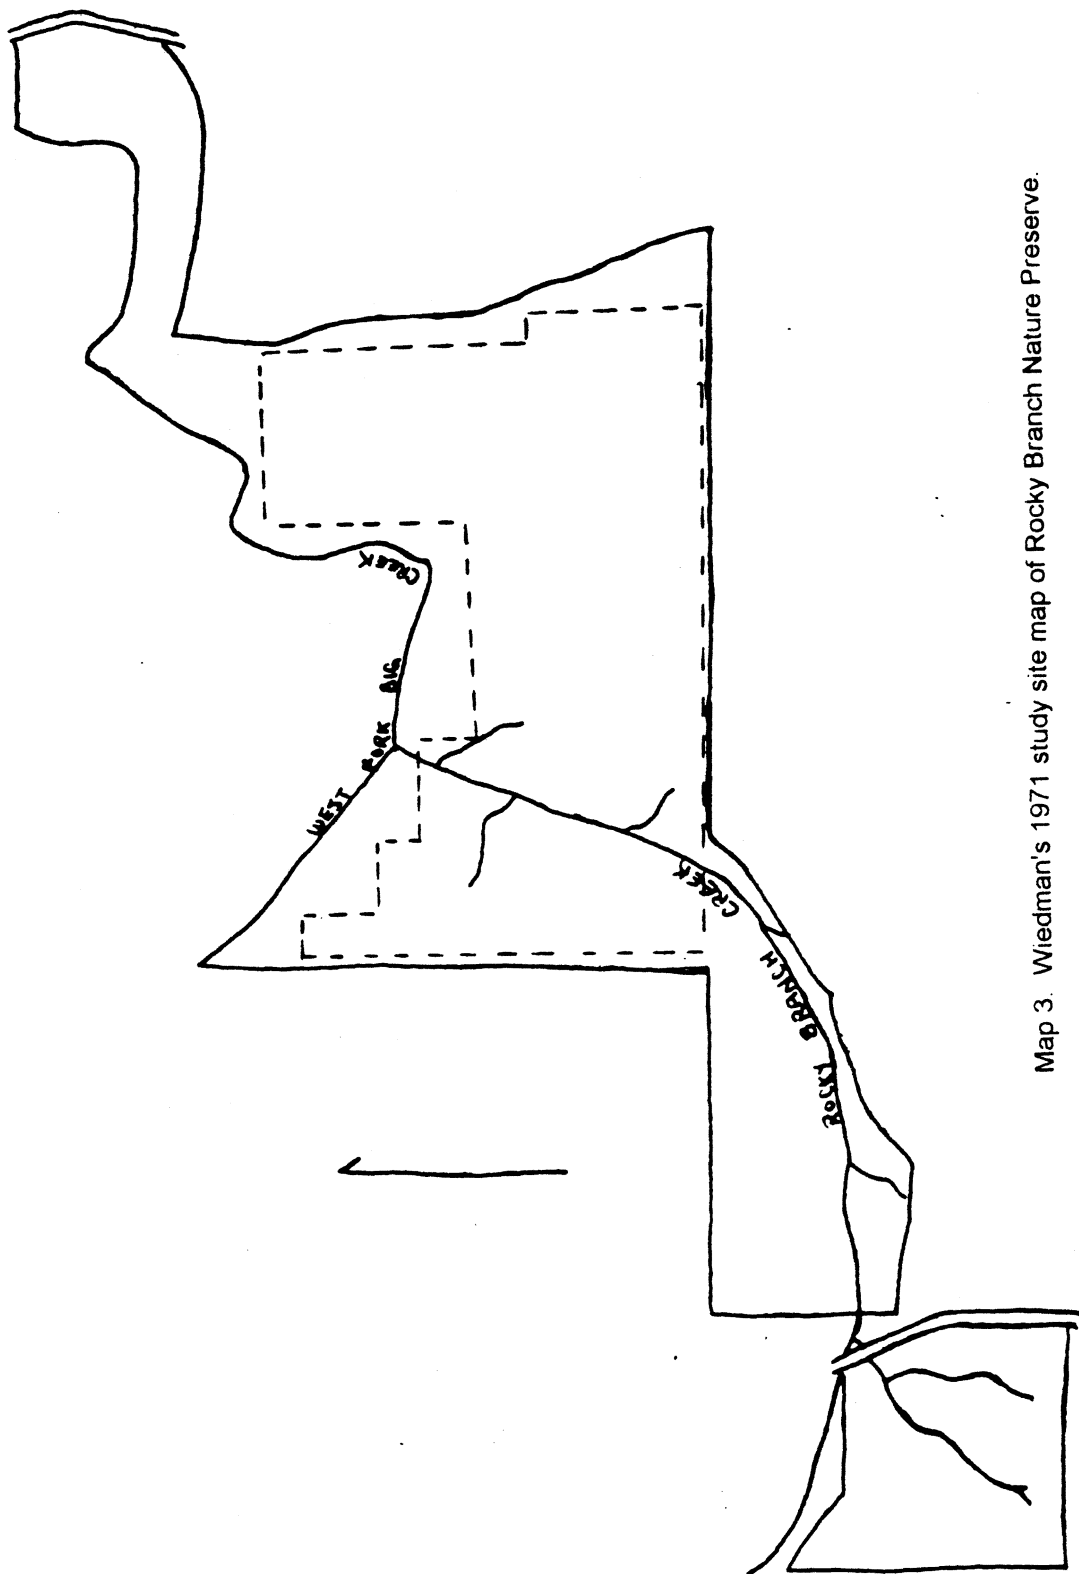 WEST FORK BIG CREEK
ROCKY BRANCH CREEK
Map 3. Wiedman's 1971 study site map of Rocky Branch Nature Preserve.